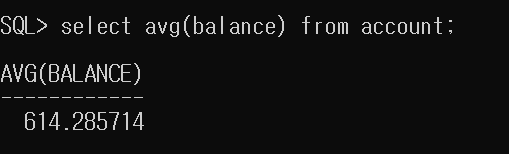 SQL> select avg(balance) from account;
AVG(BALANCE)
------------
614.285714